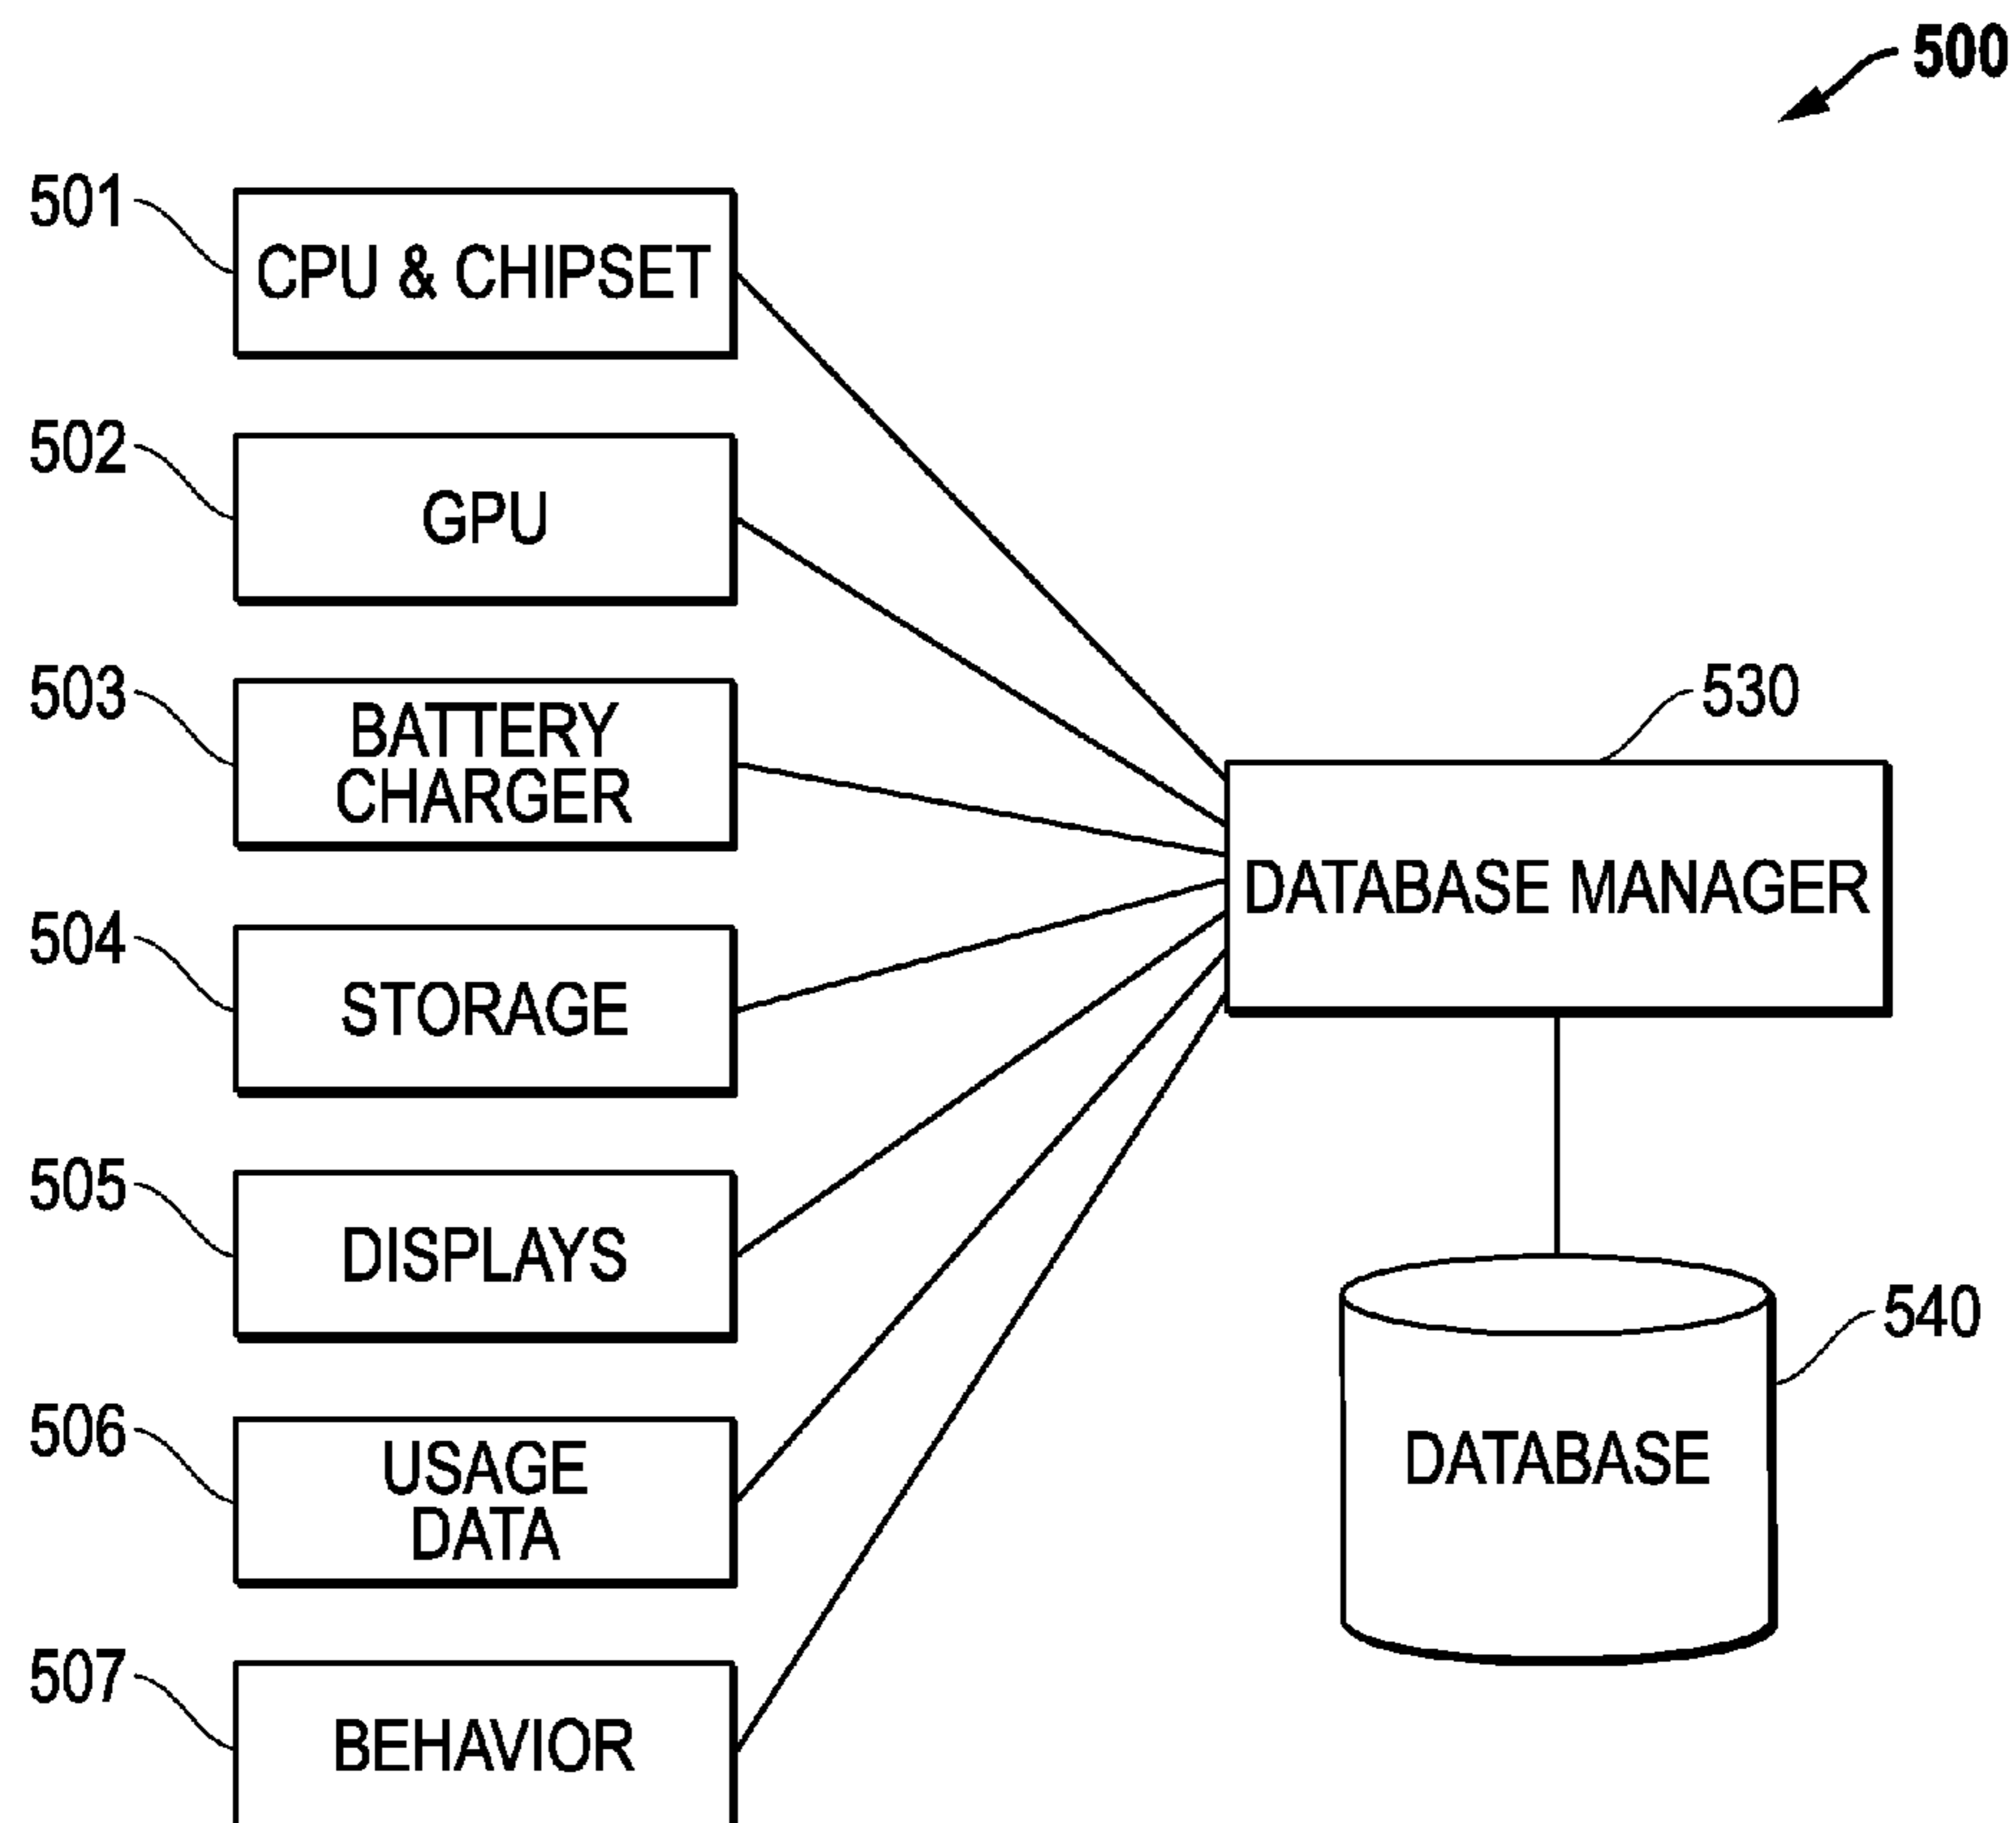 500
501
CPU & CHIPSET
502
GPU
503
BATTERY
CHARGER
530
DATABASE MANAGER
504
STORAGE
505
DISPLAYS
540
506
USAGE
DATA
DATABASE
507
BEHAVIOR